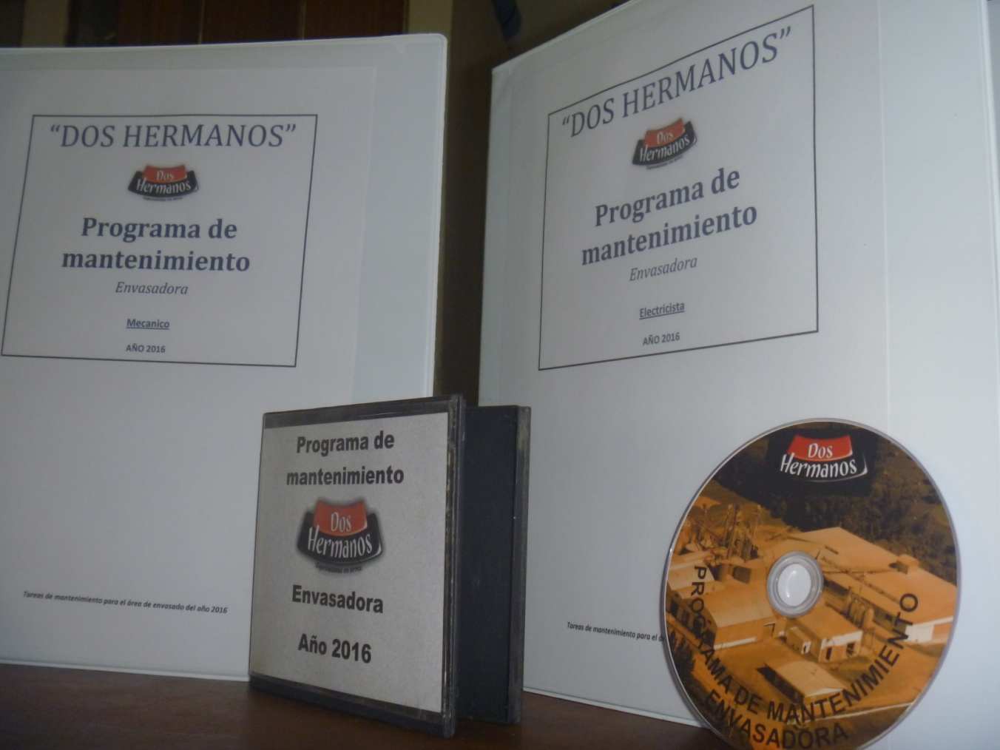 “DOS HERMANOS”
Dos
Hermanos
Programa de
mantenimiento
Envasadora
Mecanico
AÑO 2016
Tareas de mantenimiento para el área de envasado del año 2016
“DOS HERMANOS”
Dos
Hermanos
Programa de
mantenimiento
Envasadora
Electricista
AÑO 2016
Tareas de mantenimiento para el
Programa de
mantenimiento
Dos
Hermanos
Envasadora
Año 2016
Dos
Hermanos
PROGRAMA DE MANTENIMIENTO
ENVASADORA